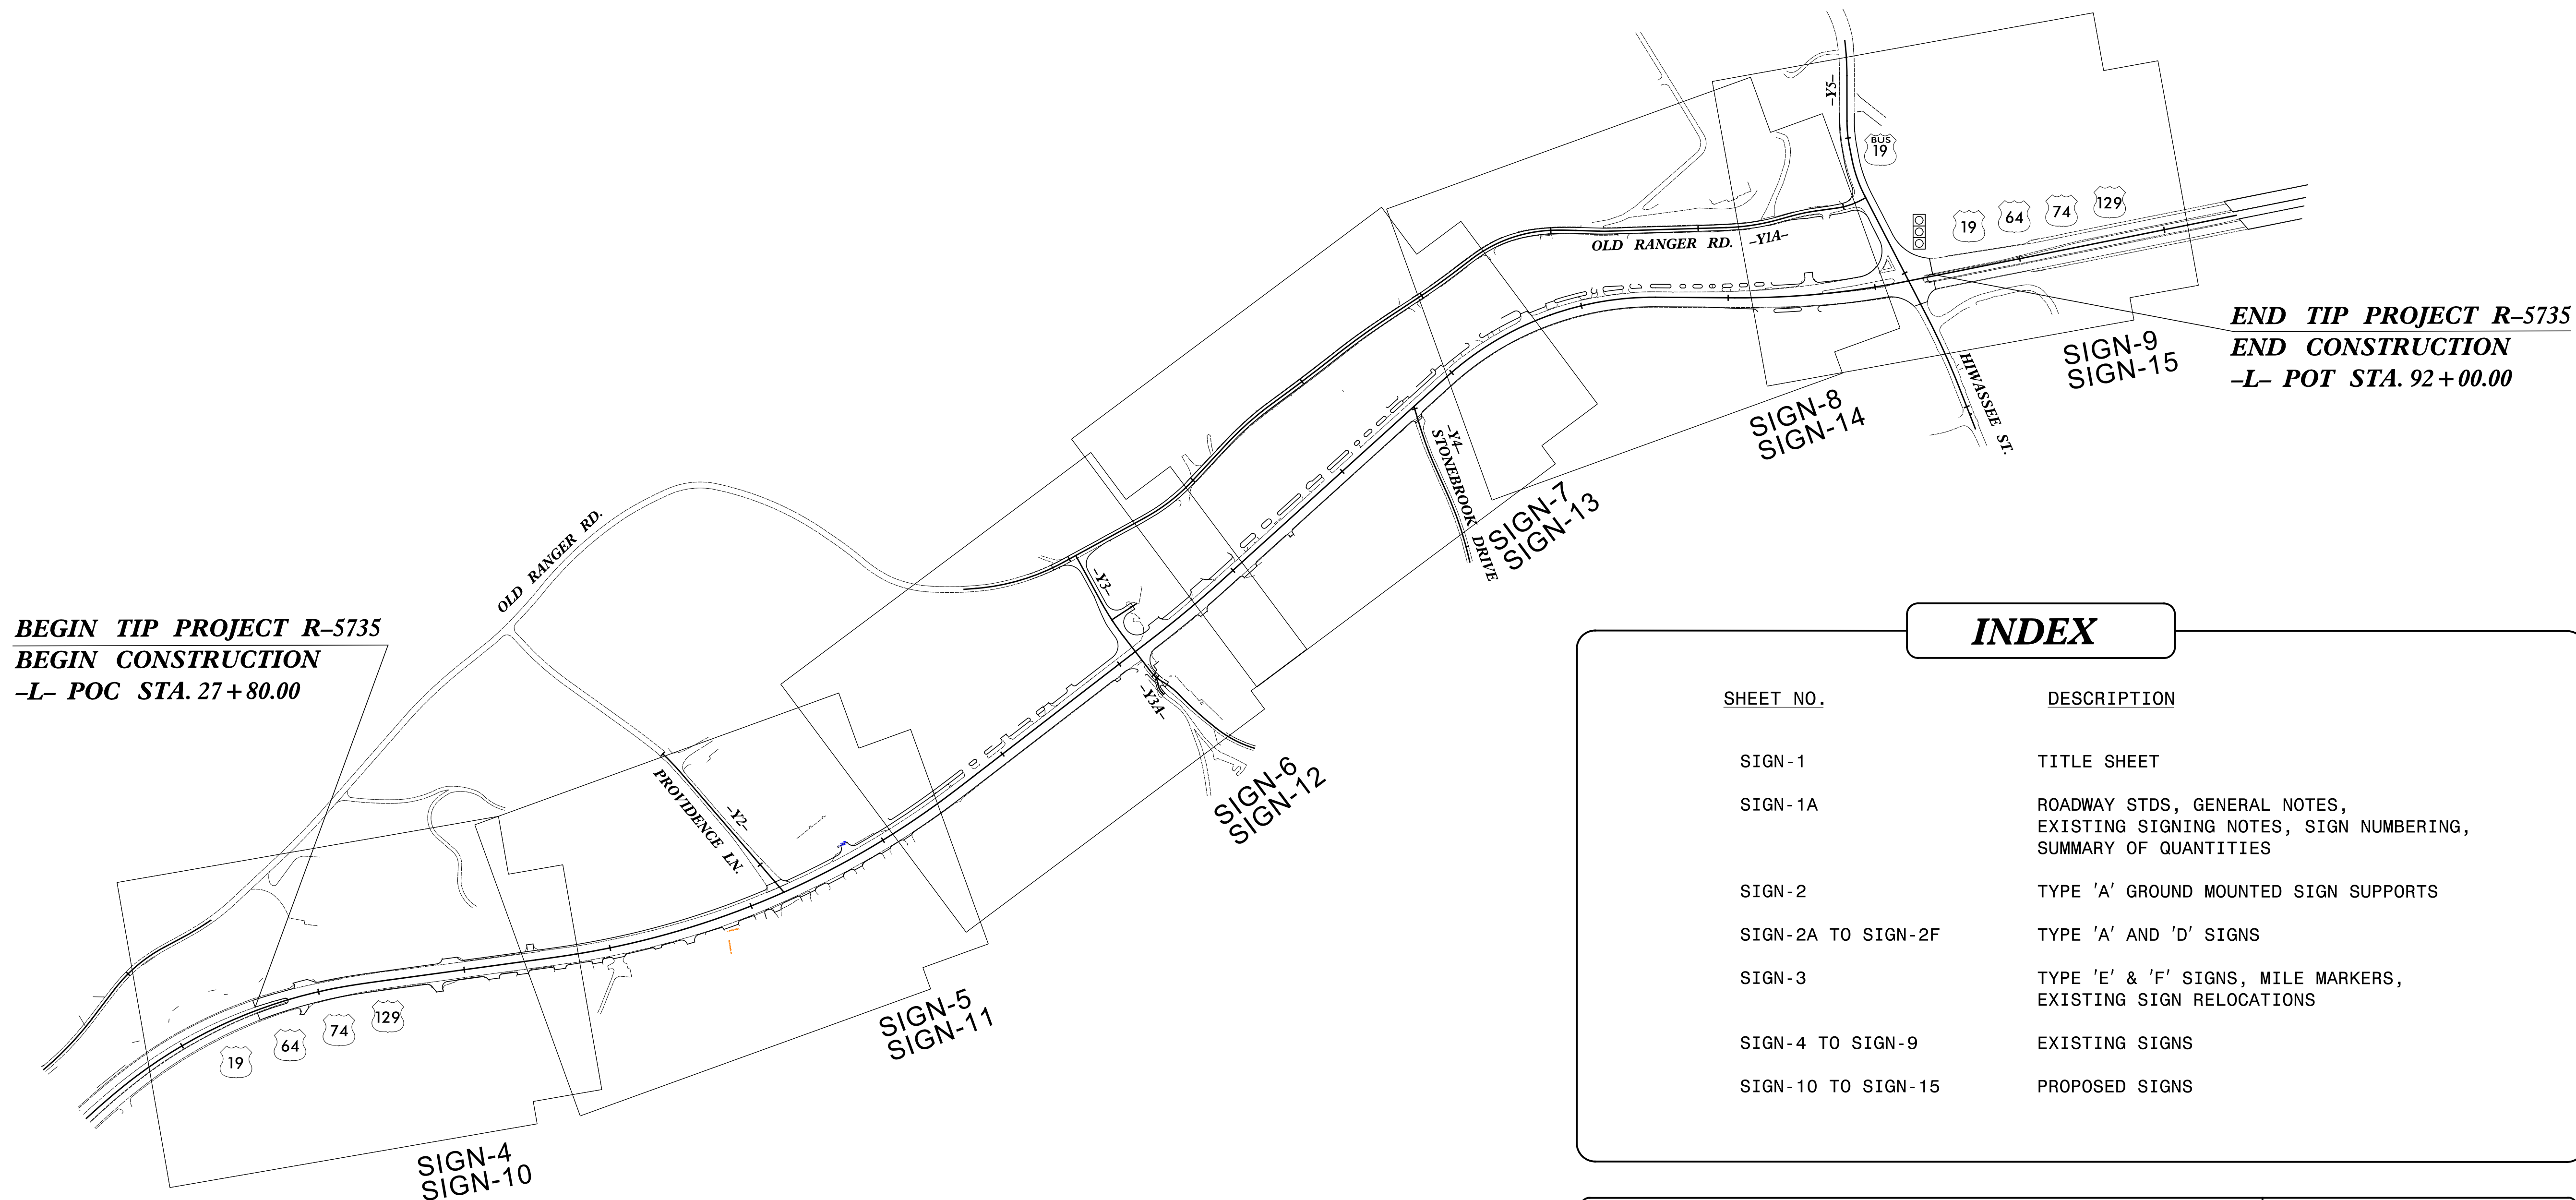 –Y5–
BUS
19
19
64
74
129
OLD RANGER RD.
–Y1A–
END TIP PROJECT R–5735
END CONSTRUCTION
–L– POT STA. 92+00.00
SIGN-9
SIGN-15
HIWASSEE ST.
SIGN-8
SIGN-14
–Y4–
STONEBROOK DRIVE
SIGN-7
SIGN-13
OLD RANGER RD.
–Y3–
–Y3A–
BEGIN TIP PROJECT R–5735
BEGIN CONSTRUCTION
–L– POC STA. 27+80.00
SIGN-6
SIGN-12
PROVIDENCE LN.
–Y2–
SIGN-5
SIGN-11
19
64
74
129
SIGN-4
SIGN-10
INDEX
SHEET NO. DESCRIPTION
SIGN-1 TITLE SHEET
SIGN-1A ROADWAY STDS, GENERAL NOTES,
EXISTING SIGNING NOTES, SIGN NUMBERING,
SUMMARY OF QUANTITIES
SIGN-2 TYPE 'A' GROUND MOUNTED SIGN SUPPORTS
SIGN-2A TO SIGN-2F TYPE 'A' AND 'D' SIGNS
SIGN-3 TYPE 'E' & 'F' SIGNS, MILE MARKERS,
EXISTING SIGN RELOCATIONS
SIGN-4 TO SIGN-9 EXISTING SIGNS
SIGN-10 TO SIGN-15 PROPOSED SIGNS